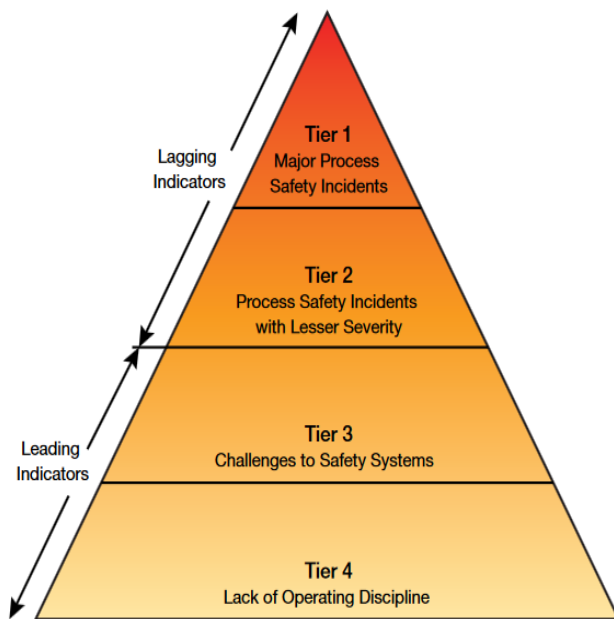 Tier 1
Major Process
Safety Incidents
Lagging
Indicators
Tier 2
Process Safety Incidents
with Lesser Severity
Tier 3
Challenges to Safety Systems
Leading
Indicators
Tier 4
Lack of Operating Discipline